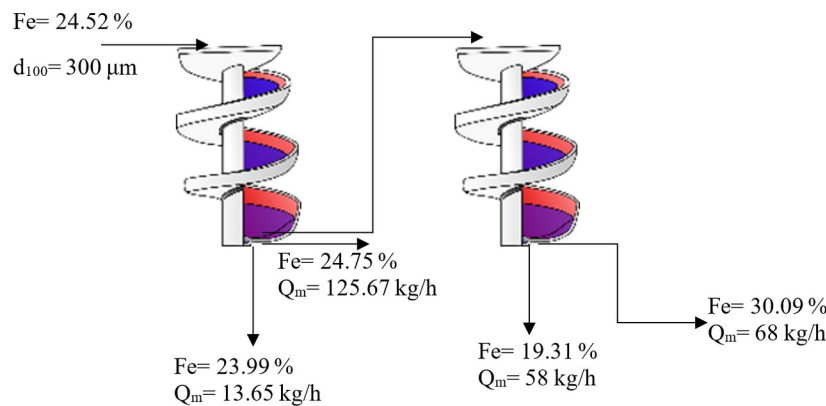 Fe= 24.52 %
d₁₀₀= 300 μm
Fe= 24.75 %
Qₘ= 125.67 kg/h
Fe= 23.99 %
Qₘ= 13.65 kg/h
Fe= 19.31 %
Qₘ= 58 kg/h
Fe= 30.09 %
Qₘ= 68 kg/h